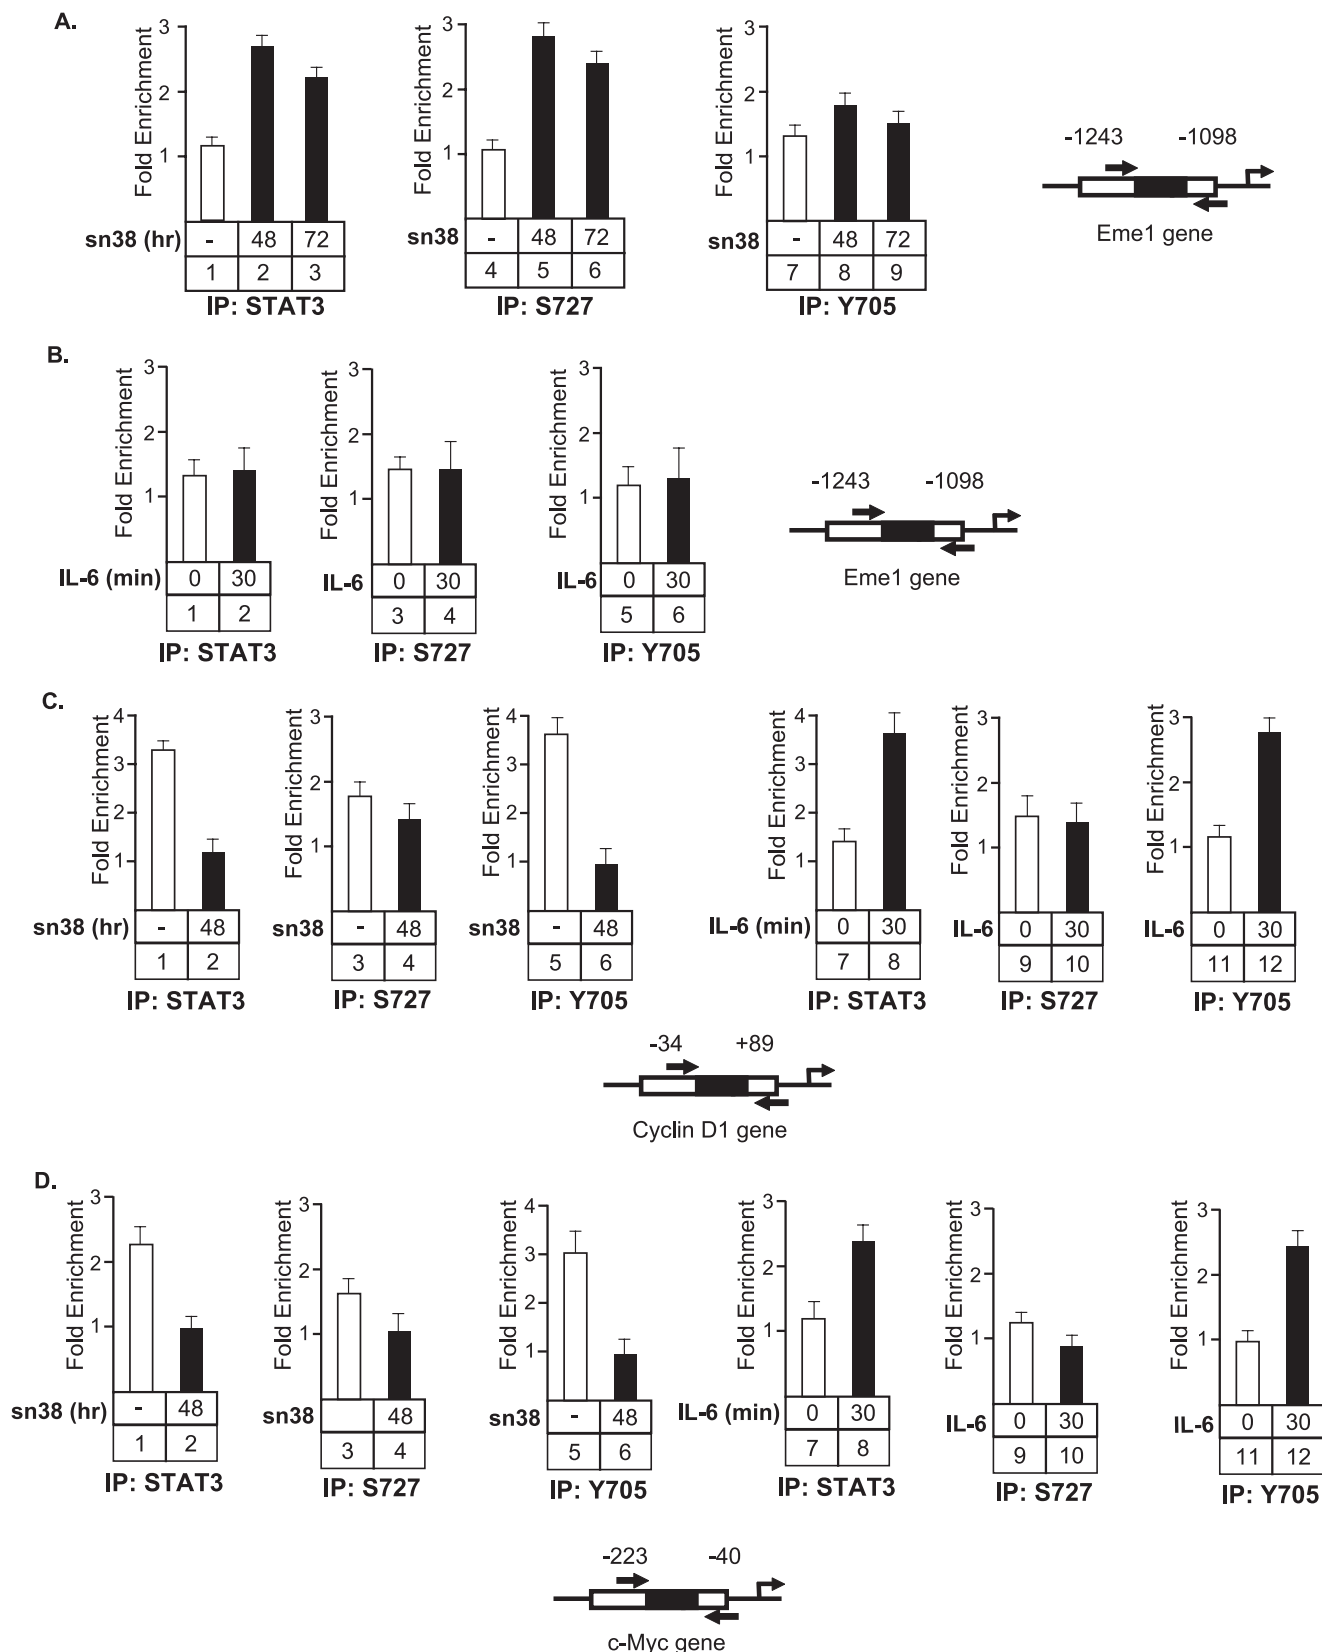 A.
Fold Enrichment
3
2
1
sn38 (hr) - 48 72
1 2 3
IP: STAT3
Fold Enrichment
3
2
1
sn38 - 48 72
4 5 6
IP: S727
Fold Enrichment
3
2
1
sn38 - 48 72
7 8 9
IP: Y705
-1243 -1098
Eme1 gene
B.
Fold Enrichment
3
2
1
IL-6 (min) 0 30
1 2
IP: STAT3
Fold Enrichment
3
2
1
IL-6 0 30
3 4
IP: S727
Fold Enrichment
3
2
1
IL-6 0 30
5 6
IP: Y705
-1243 -1098
Eme1 gene
C.
Fold Enrichment
4
3
2
1
sn38 (hr) - 48
1 2
IP: STAT3
Fold Enrichment
3
2
1
sn38 - 48
3 4
IP: S727
Fold Enrichment
4
3
2
1
sn38 - 48
5 6
IP: Y705
Fold Enrichment
4
3
2
1
IL-6 (min) 0 30
7 8
IP: STAT3
Fold Enrichment
3
2
1
IL-6 0 30
9 10
IP: S727
Fold Enrichment
3
2
1
IL-6 0 30
11 12
IP: Y705
-34 +89
Cyclin D1 gene
D.
Fold Enrichment
3
2
1
sn38 (hr) - 48
1 2
IP: STAT3
Fold Enrichment
3
2
1
sn38 48
3 4
IP: S727
Fold Enrichment
4
3
2
1
sn38 - 48
5 6
IP: Y705
Fold Enrichment
3
2
1
IL-6 (min) 0 30
7 8
IP: STAT3
Fold Enrichment
3
2
1
IL-6 0 30
9 10
IP: S727
Fold Enrichment
3
2
1
IL-6 0 30
11 12
IP: Y705
-223 -40
c-Myc gene